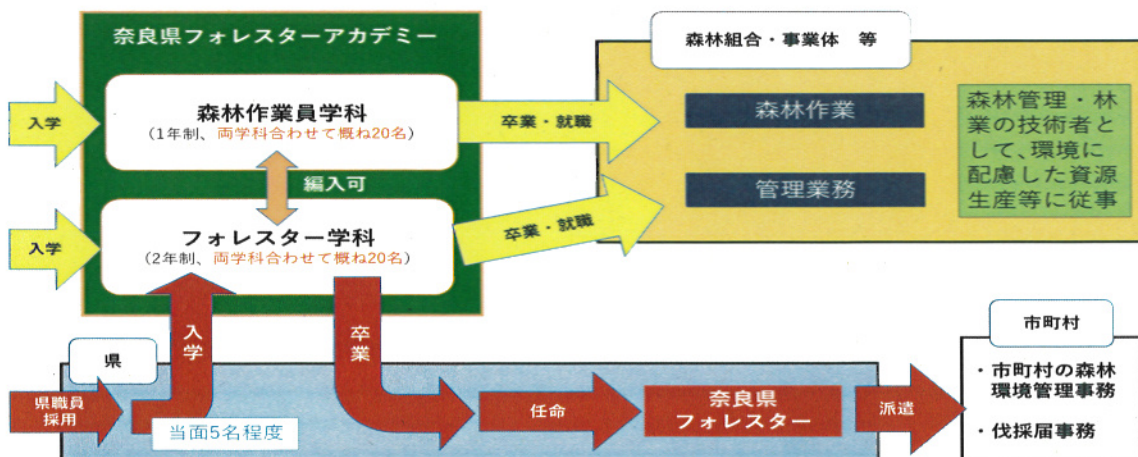 奈良県フォレスターアカデミー
入学
森林作業員学科
(1年制、両学科合わせて概ね20名)
編入可
入学
フォレスター学科
(2年制、両学科合わせて概ね20名)
卒業・就職
卒業・就職
森林組合・事業体 等
森林作業
管理業務
森林管理・林
業の技術者と
して、環境に
配慮した資源
生産等に従事
県
県職員
採用
入学
当面5名程度
卒業
任命
奈良県
フォレスター
派遣
市町村
・市町村の森林
環境管理事務
・伐採届事務